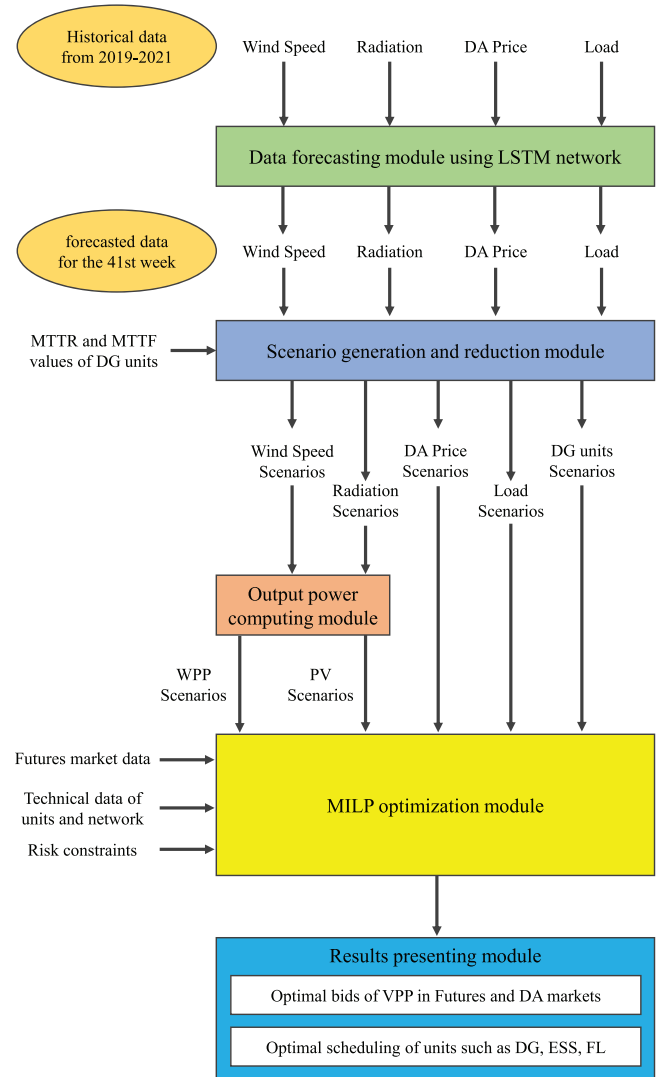 Historical data
from 2019-2021
Wind Speed
Radiation
DA Price
Load
Data forecasting module using LSTM network
forecasted data
for the 41st week
Wind Speed
Radiation
DA Price
Load
MTTR and MTTF
values of DG units
Scenario generation and reduction module
Wind Speed
Scenarios
Radiation
Scenarios
DA Price
Scenarios
Load
Scenarios
DG units
Scenarios
Output power
computing module
WPP
Scenarios
PV
Scenarios
Futures market data
Technical data of
units and network
Risk constraints
MILP optimization module
Results presenting module
Optimal bids of VPP in Futures and DA markets
Optimal scheduling of units such as DG, ESS, FL